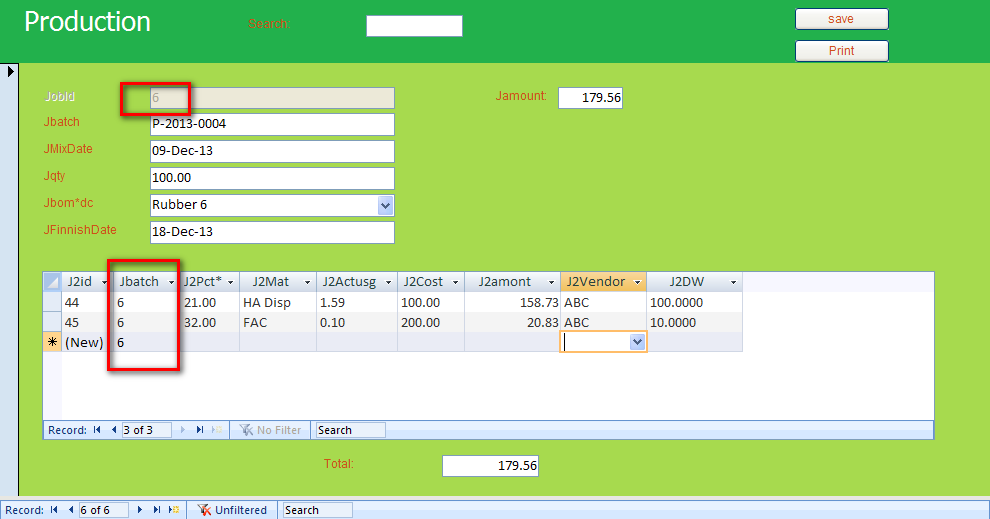 Production
Search:
save
Print
JobId 6 Jamount: 179.56
Jbatch P-2013-0004
JMixDate 09-Dec-13
Jqty 100.00
Jbom*dc Rubber 6
JFinnishDate 18-Dec-13
J2id Jbatch J2Pct* J2Mat J2Actusg J2Cost J2amont J2Vendor J2DW
44 6 21.00 HA Disp 1.59 100.00 158.73 ABC 100.0000
45 6 32.00 FAC 0.10 200.00 20.83 ABC 10.0000
(New) 6
Record: 3 of 3 No Filter Search
Total: 179.56
Record: 6 of 6 Unfiltered Search